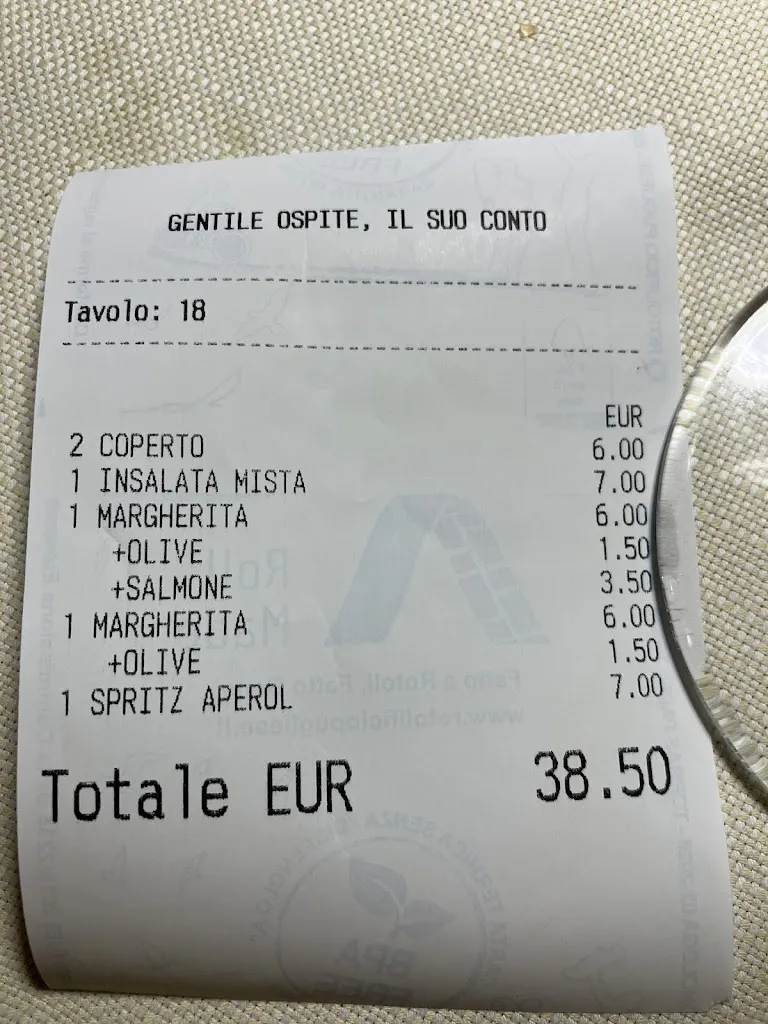 GENTILE OSPITE, IL SUO CONTO
Tavolo: 18
EUR
2 COPERTO 6.00
1 INSALATA MISTA 7.00
1 MARGHERITA 6.00
+OLIVE 1.50
+SALMONE 3.50
1 MARGHERITA 6.00
+OLIVE 1.50
1 SPRITZ APEROL 7.00
Totale EUR 38.50